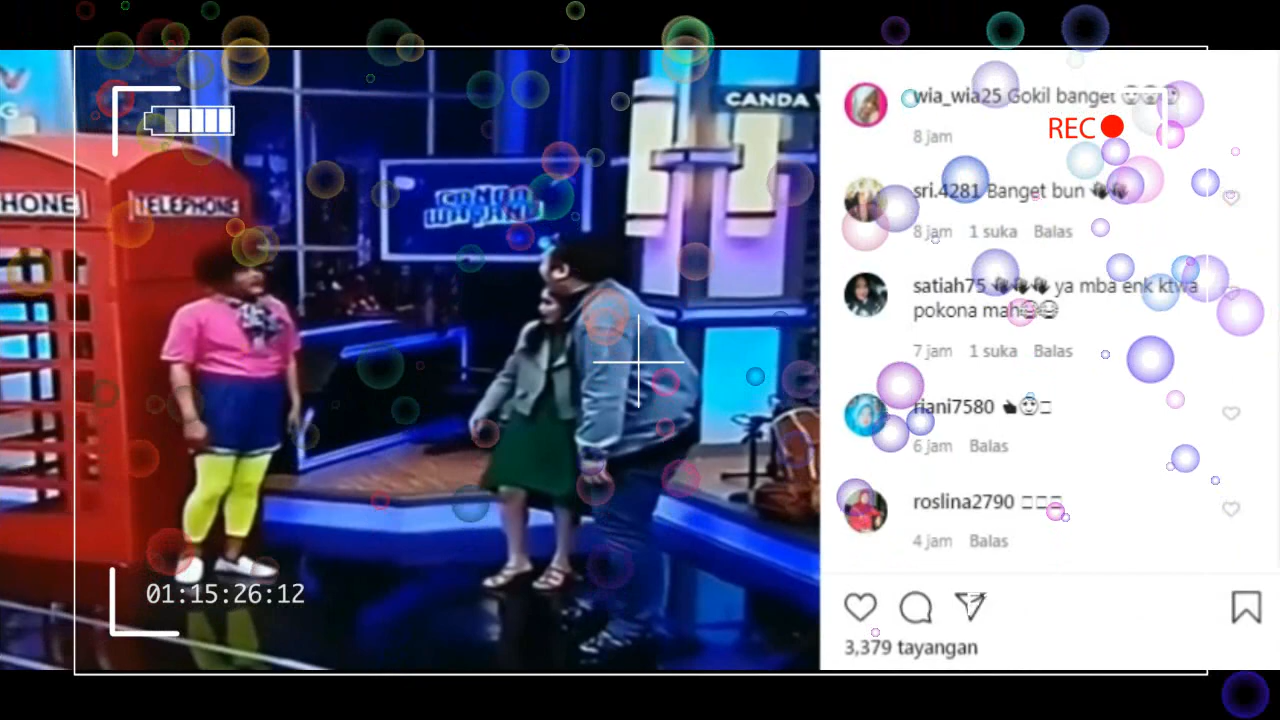 V
G
HONE
TELEPHONE
CANDA
CANDA
WAHANA
01:15:26:12
REC
wia_wia25 Gokil banget
8 jam
sri.4281 Banget bun
8 jam 1 suka Balas
satiah75 ya mba enk ktwa
pokona mah
7 jam 1 suka Balas
riani7580
6 jam Balas
roslina2790
4 jam Balas
3,379 tayangan